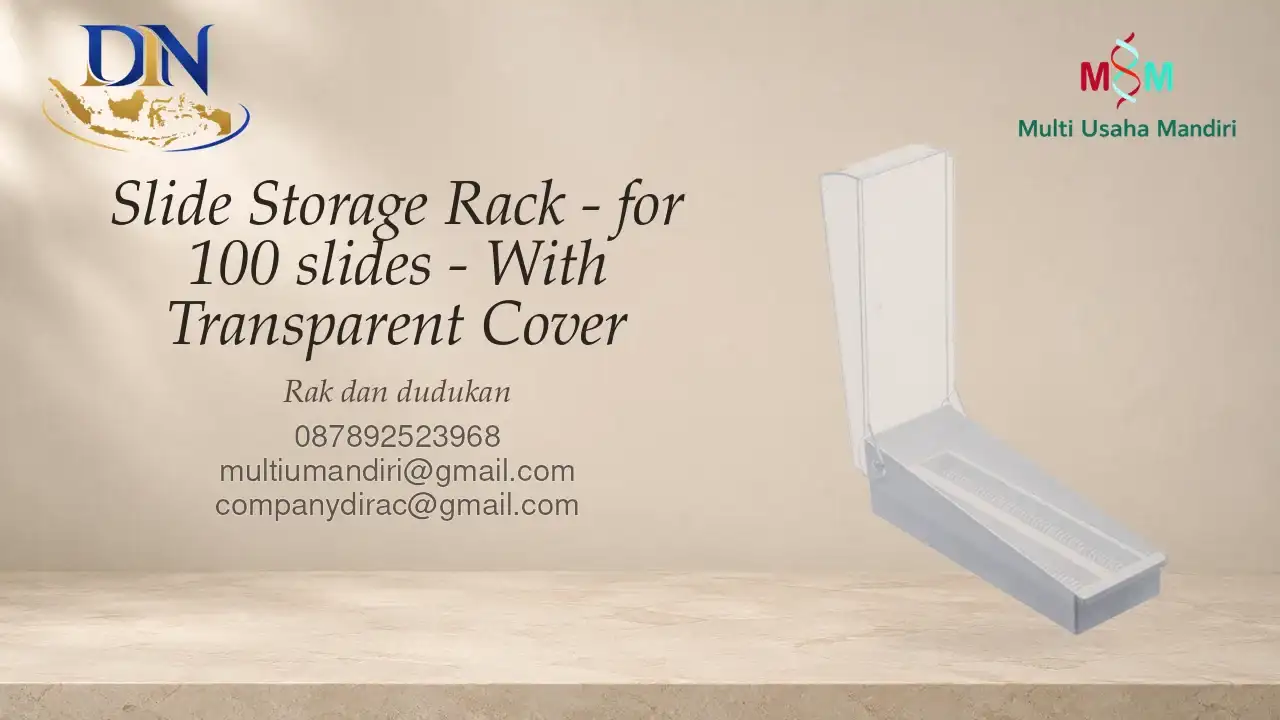 DN
M M
Multi Usaha Mandiri
Slide Storage Rack - for
100 slides - With
Transparent Cover
Rak dan dudukan
087892523968
multiumandiri@gmail.com
companydirac@gmail.com